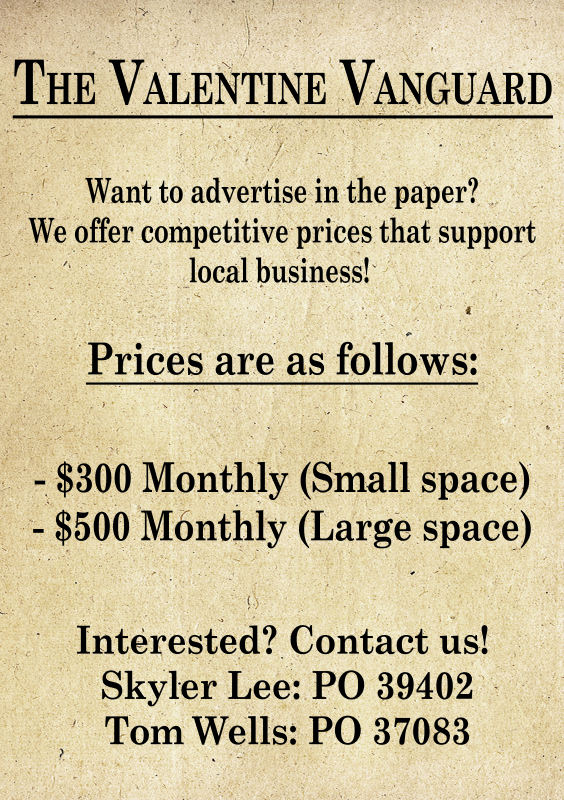 The Valentine Vanguard
Want to advertise in the paper?
We offer competitive prices that support
local business!
Prices are as follows:
- $300 Monthly (Small space)
- $500 Monthly (Large space)
Interested? Contact us!
Skyler Lee: PO 39402
Tom Wells: PO 37083